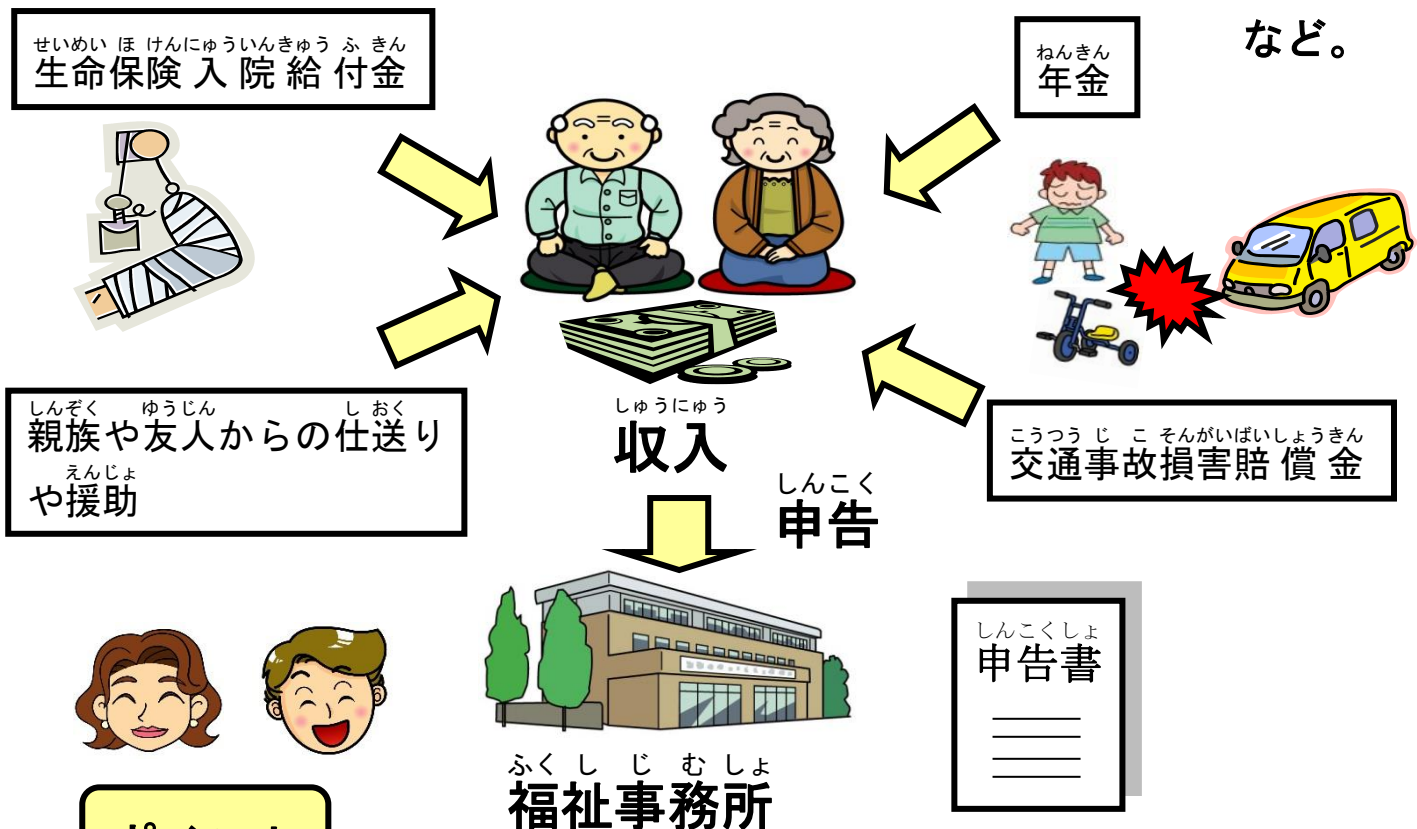 せいめいほけんにゅういんきゅうふきん
生命保険入院給付金
ねんきん
年金
など。
しんぞく ゆうじん しおく
親族や友人からの仕送り
えんじょ
や援助
しゅうにゅう
収入
こうつうじこそんがいばいしょうきん
交通事故損害賠償金
しんこく
申告
しんこくしょ
申告書
ふくしじむしょ
福祉事務所